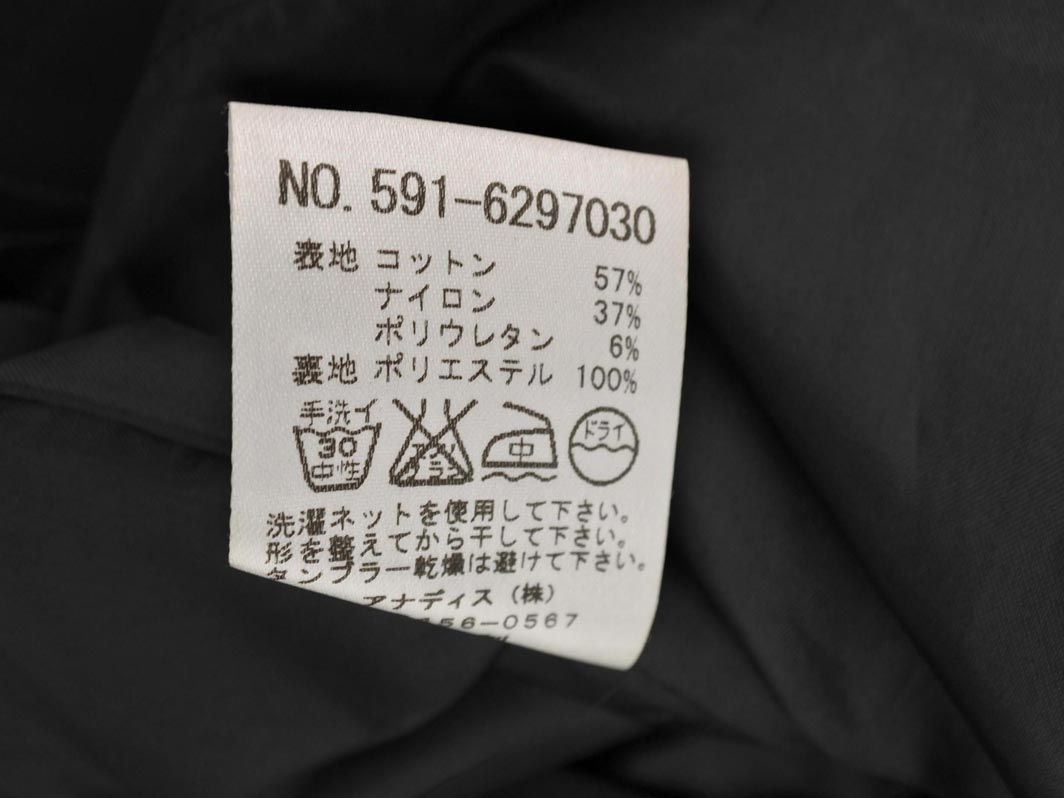 NO. 591-6297030
表地 コットン 57%
ナイロン 37%
ポリウレタン 6%
裏地 ポリエステル 100%
手洗イ
30 中 ドライ
中性
洗濯ネットを使用して下さい。
形を整えてから干して下さい。
タンブラー乾燥は避けて下さい。
アナディス(株)
56-0567